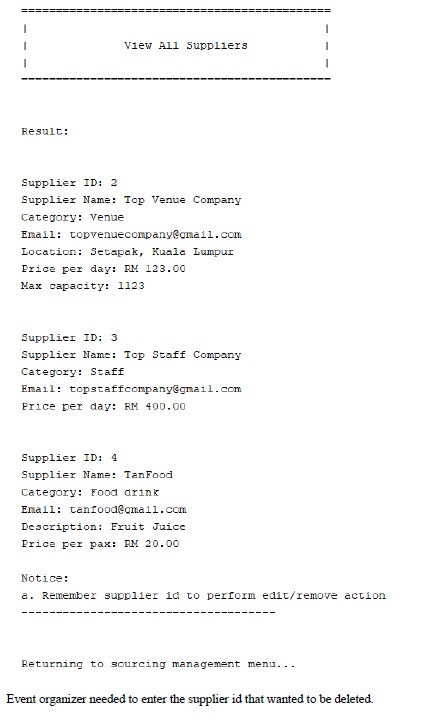 View All Suppliers
Result:
Supplier ID: 2
Supplier Name: Top Venue Company
Category: Venue
Email: topvenuecompany@gmail.com
Location: Setapak, Kuala Lumpur
Price per day: RM 123.00
Max capacity: 1123
Supplier ID: 3
Supplier Name: Top Staff Company
Category: Staff
Email: topstaffcompany@gmail.com
Price per day: RM 400.00
Supplier ID: 4
Supplier Name: TanFood
Category: Food drink
Email: tanfood@gmail.com
Description: Fruit Juice
Price per pax: RM 20.00
Notice:
a. Remember supplier id to perform edit/remove action
Returning to sourcing management menu...
Event organizer needed to enter the supplier id that wanted to be deleted.